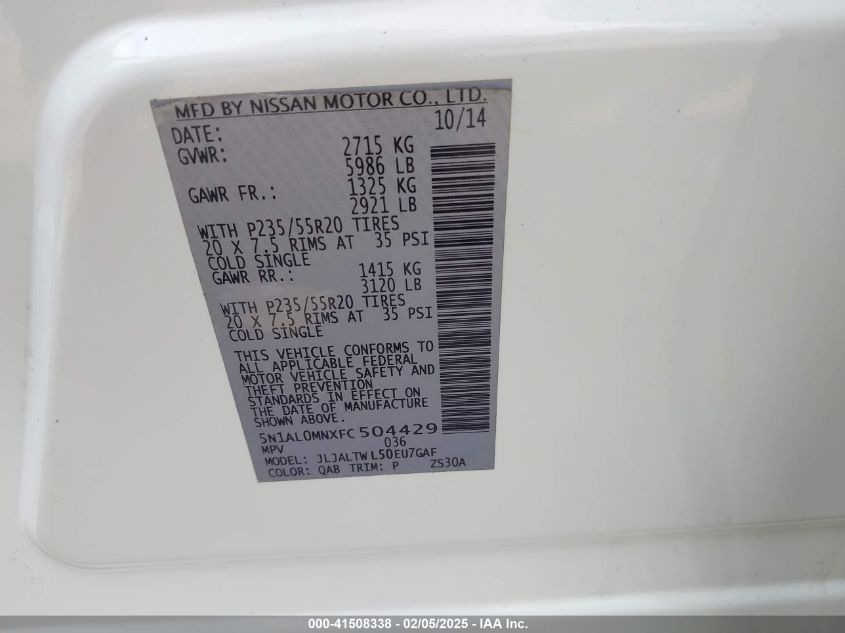 MFD BY NISSAN MOTOR CO., LTD.
DATE: 10/14
GVWR: 2715 KG
5986 LB
GAWR FR.: 1325 KG
2921 LB
WITH P235/55R20 TIRES
20 X 7.5 RIMS AT 35 PSI
COLD SINGLE
GAWR RR.: 1415 KG
3120 LB
WITH P235/55R20 TIRES
20 X 7.5 RIMS AT 35 PSI
COLD SINGLE
THIS VEHICLE CONFORMS TO
ALL APPLICABLE FEDERAL
MOTOR VEHICLE SAFETY AND
THEFT PREVENTION
STANDARDS IN EFFECT ON
THE DATE OF MANUFACTURE
SHOWN ABOVE.
5N1AL0MNXFC504429
MPV 036
MODEL: JLJALTWL50EU7GAF
COLOR: QAB TRIM: P ZS30A
000-41508338 - 02/05/2025 - IAA Inc.